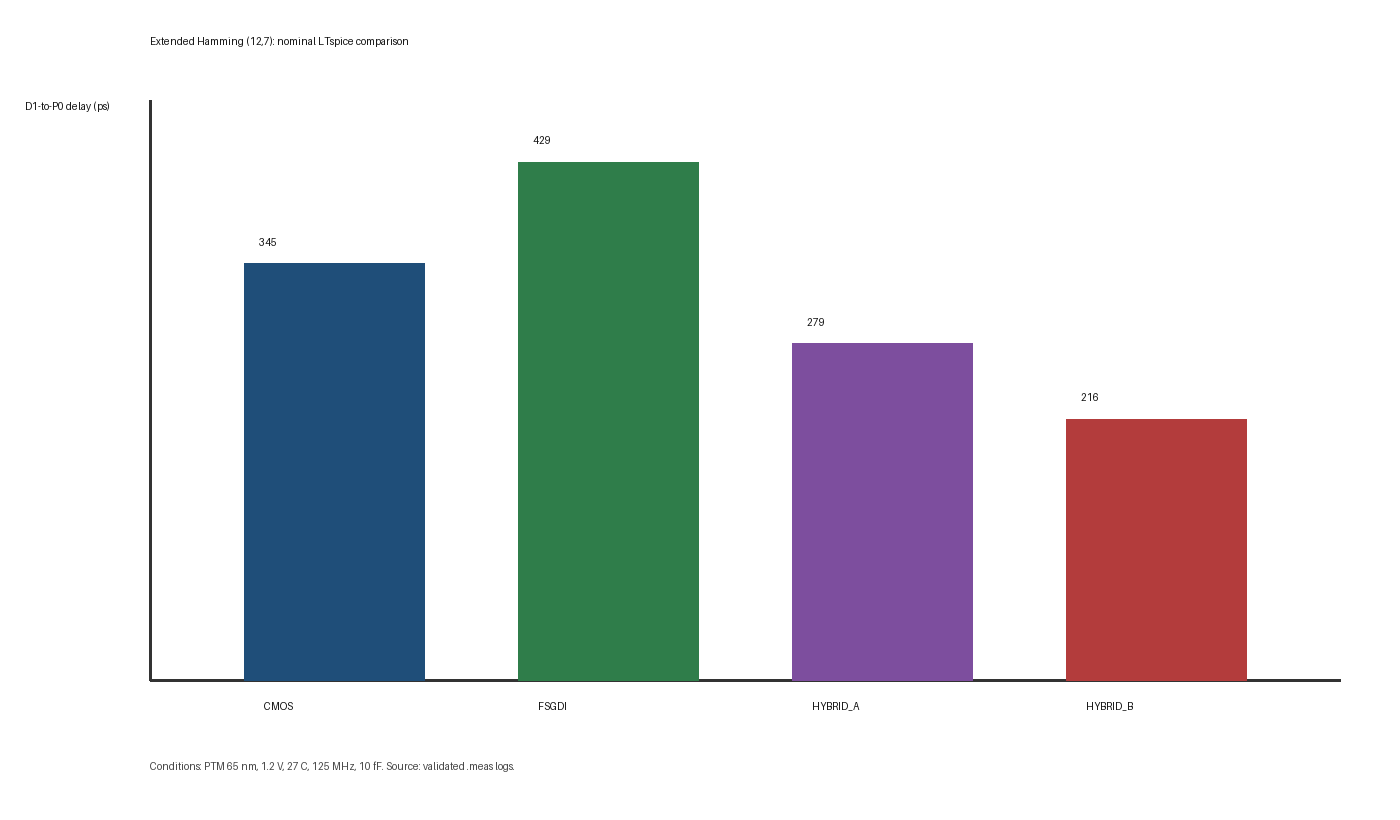 Extended Hamming (12,7): nominal LTspice comparison
D1-to-P0 delay (ps)
429
345
279
216
CMOS FSGDI HYBRID_A HYBRID_B
Conditions: PTM 65 nm, 1.2 V, 27 C, 125 MHz, 10 fF. Source: validated .meas logs.